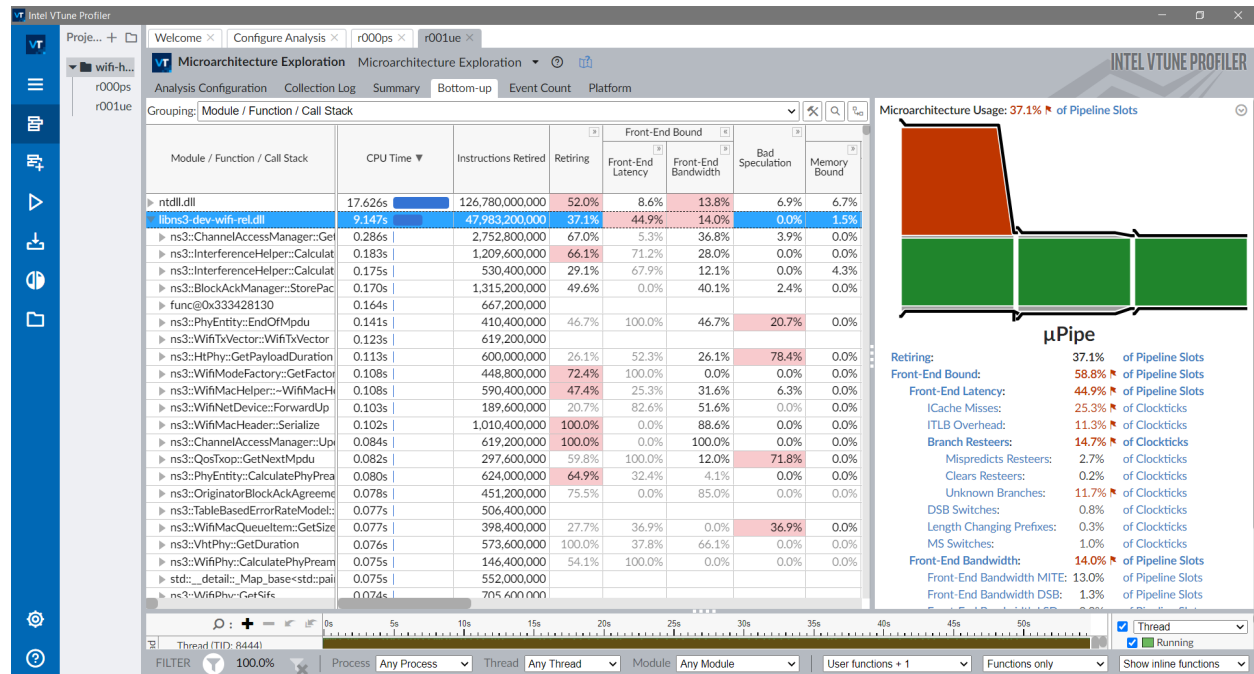 Intel VTune Profiler
Proje...
wifi-h...
r000ps
r001ue
Welcome
Configure Analysis
r000ps
r001ue
Microarchitecture Exploration Microarchitecture Exploration
INTEL VTUNE PROFILER
Analysis Configuration Collection Log Summary Bottom-up Event Count Platform
Grouping: Module / Function / Call Stack
Module / Function / Call Stack CPU Time ▼ Instructions Retired Retiring Front-End Bound Front-End Latency Front-End Bandwidth Bad Speculation Memory Bound
ntdll.dll 17.626s 126,780,000,000 52.0% 8.6% 13.8% 6.9% 6.7%
libns3-dev-wifi-rel.dll 9.147s 47,983,200,000 37.1% 44.9% 14.0% 0.0% 1.5%
ns3::ChannelAccessManager::Get 0.286s 2,752,800,000 67.0% 5.3% 36.8% 3.9% 0.0%
ns3::InterferenceHelper::Calculat 0.183s 1,209,600,000 66.1% 71.2% 28.0% 0.0% 0.0%
ns3::InterferenceHelper::Calculat 0.175s 530,400,000 29.1% 67.9% 12.1% 0.0% 4.3%
ns3::BlockAckManager::StorePac 0.170s 1,315,200,000 49.6% 0.0% 40.1% 2.4% 0.0%
func@0x333428130 0.164s 667,200,000
ns3::PhyEntity::EndOfMpdu 0.141s 410,400,000 46.7% 100.0% 46.7% 20.7% 0.0%
ns3::WifiTxVector::WifiTxVector 0.123s 619,200,000
ns3::HtPhy::GetPayloadDuration 0.113s 600,000,000 26.1% 52.3% 26.1% 78.4% 0.0%
ns3::WifiModeFactory::GetFactor 0.108s 448,800,000 72.4% 100.0% 0.0% 0.0% 0.0%
ns3::WifiMacHelper::~WifiMacH 0.108s 590,400,000 47.4% 25.3% 31.6% 6.3% 0.0%
ns3::WifiNetDevice::ForwardUp 0.103s 189,600,000 20.7% 82.6% 51.6% 0.0% 0.0%
ns3::WifiMacHeader::Serialize 0.102s 1,010,400,000 100.0% 0.0% 88.6% 0.0% 0.0%
ns3::ChannelAccessManager::Up 0.084s 619,200,000 100.0% 0.0% 100.0% 0.0% 0.0%
ns3::QosTxop::GetNextMpdu 0.082s 297,600,000 59.8% 100.0% 12.0% 71.8% 0.0%
ns3::PhyEntity::CalculatePhyPrea 0.080s 624,000,000 64.9% 32.4% 4.1% 0.0% 0.0%
ns3::OriginatorBlockAckAgreeme 0.078s 451,200,000 75.5% 0.0% 85.0% 0.0% 0.0%
ns3::TableBasedErrorRateModel:: 0.077s 506,400,000
ns3::WifiMacQueueItem::GetSize 0.077s 398,400,000 27.7% 36.9% 0.0% 36.9% 0.0%
ns3::VhtPhy::GetDuration 0.076s 573,600,000 100.0% 37.8% 66.1% 0.0% 0.0%
ns3::WifiPhy::CalculatePhyPream 0.075s 146,400,000 54.1% 100.0% 0.0% 0.0% 0.0%
std::__detail::_Map_base<std::pai 0.075s 552,000,000
ns3::WifiPhy::GetSifs 0.074s 705,600,000
Microarchitecture Usage: 37.1% of Pipeline Slots
µPipe
Retiring: 37.1% of Pipeline Slots
Front-End Bound: 58.8% of Pipeline Slots
Front-End Latency: 44.9% of Pipeline Slots
ICache Misses: 25.3% of Clockticks
ITLB Overhead: 11.3% of Clockticks
Branch Resteers: 14.7% of Clockticks
Mispredicts Resteers: 2.7% of Clockticks
Clears Resteers: 0.2% of Clockticks
Unknown Branches: 11.7% of Clockticks
DSB Switches: 0.8% of Clockticks
Length Changing Prefixes: 0.3% of Clockticks
MS Switches: 1.0% of Clockticks
Front-End Bandwidth: 14.0% of Pipeline Slots
Front-End Bandwidth MITE: 13.0% of Pipeline Slots
Front-End Bandwidth DSB: 1.3% of Pipeline Slots
0s 5s 10s 15s 20s 25s 30s 35s 40s 45s 50s
Thread (TID: 8444)
Thread
Running
FILTER 100.0% Process Any Process Thread Any Thread Module Any Module User functions + 1 Functions only Show inline functions